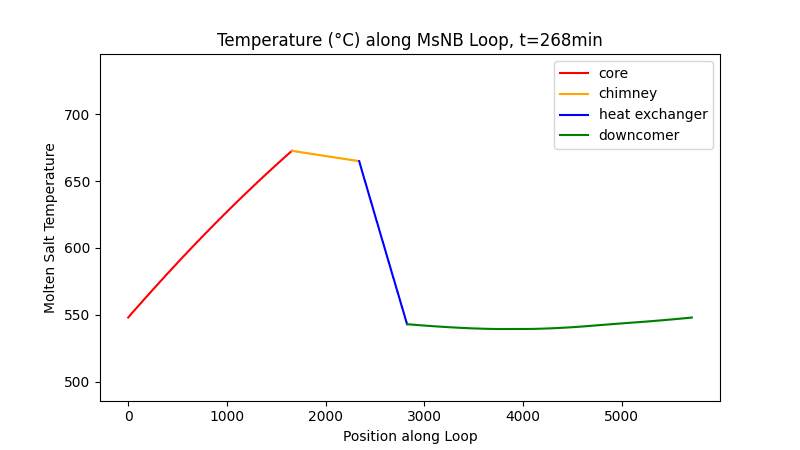 Temperature (°C) along MsNB Loop, t=268min
core
chimney
heat exchanger
downcomer
700
650
600
550
500
Molten Salt Temperature
0
1000
2000
3000
4000
5000
Position along Loop